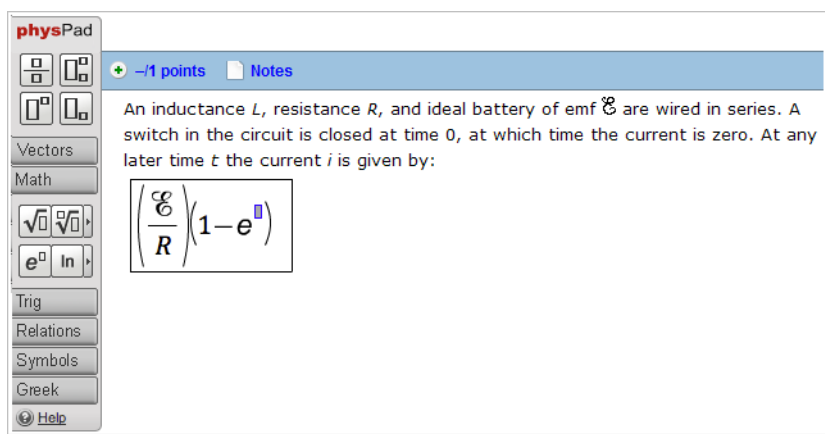 physPad
–/1 points Notes
An inductance L, resistance R, and ideal battery of emf ℰ are wired in series. A
switch in the circuit is closed at time 0, at which time the current is zero. At any
later time t the current i is given by:
(ℰ/R)(1−e^▯)
Vectors
Math
√▯ ▯√▯
e^▯ ln
Trig
Relations
Symbols
Greek
Help